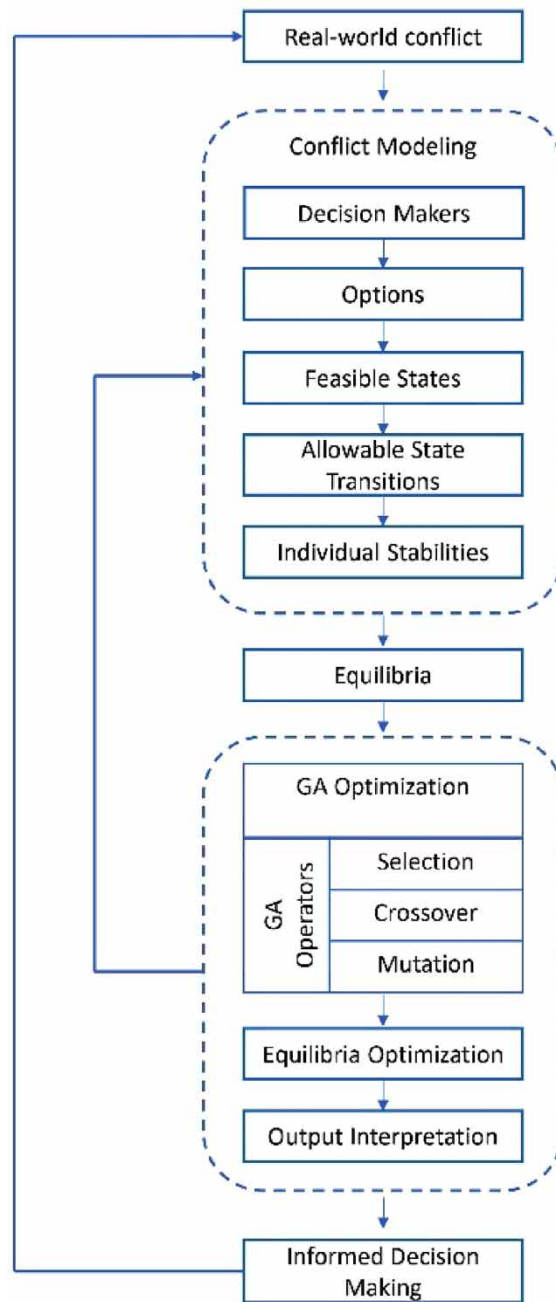 Real-world conflict
Conflict Modeling
Decision Makers
Options
Feasible States
Allowable State
Transitions
Individual Stabilities
Equilibria
GA Optimization
GA
Operators
Selection
Crossover
Mutation
Equilibria Optimization
Output Interpretation
Informed Decision
Making